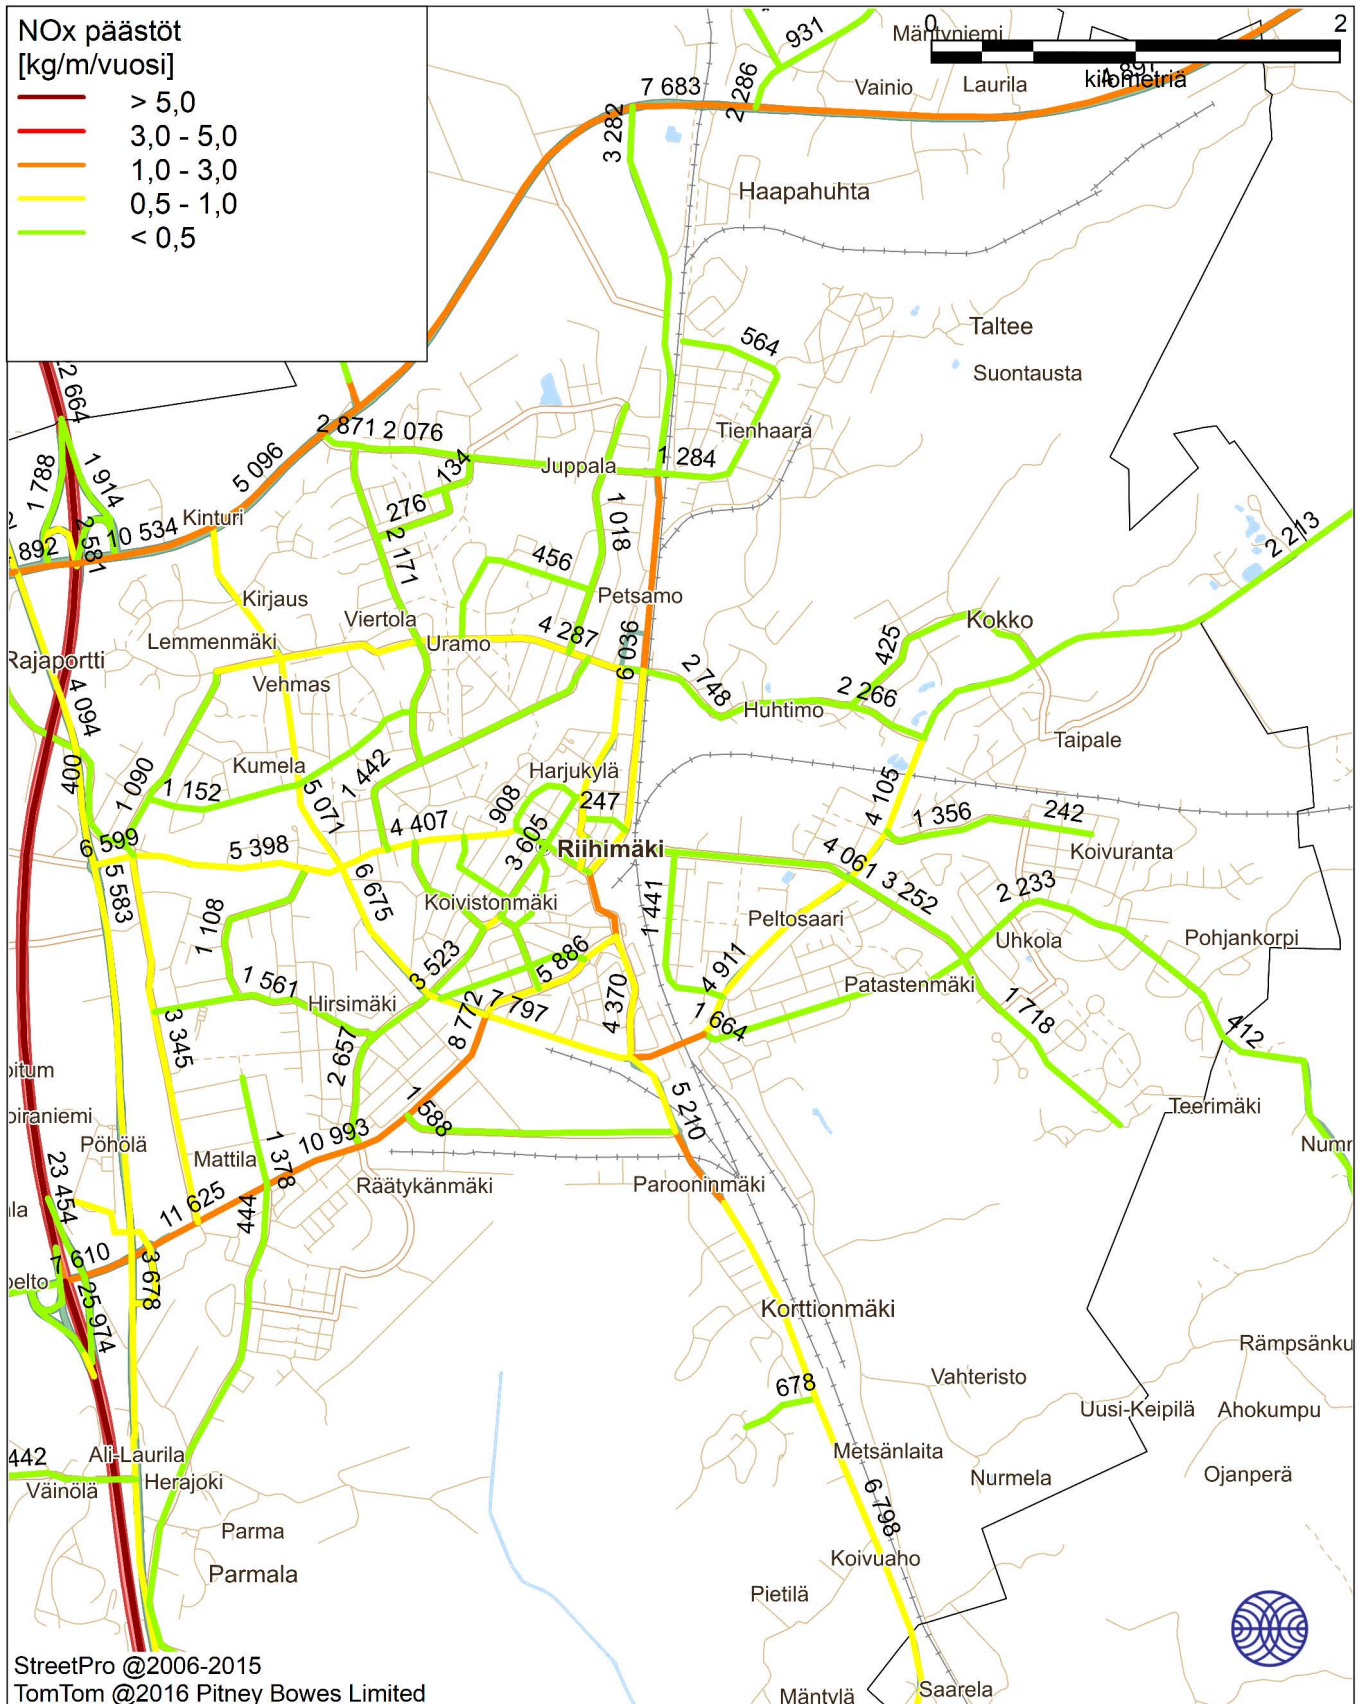 NOx päästöt
[kg/m/vuosi]
> 5,0
3,0 - 5,0
1,0 - 3,0
0,5 - 1,0
< 0,5
0
2
kilometriä
931
Mäntyniemi
4 897
7 683
2 286
Vainio
Laurila
3 282
Haapahuhta
Taltee
564
Suontausta
2 871
2 076
Tienhaara
1 284
134
Juppala
5 096
1 788
1 914
276
1 018
Kinturi
10 534
2 581
892
2 171
2 213
456
Petsamo
Kirjaus
Viertola
Kokko
Lemmenmäki
Uramo
4 287
6 036
425
Rajaportti
Vehmas
2 748
2 266
4 094
Huhtimo
Taipale
400
Kumela
1 442
Harjukylä
4 105
1 090
1 152
5 071
908
247
1 356
242
4 407
3 605
Riihimäki
6 599
5 398
4 061
3 252
Koivuranta
5 583
6 675
Koivistonmäki
1 441
Peltosaari
2 233
1 108
Uhkola
Pohjankorpi
3 523
5 886
4 911
Patastenmäki
1 561
Hirsimäki
7 797
4 370
1 664
1 718
412
3 345
2 657
8 772
Teerimäki
1 588
5 210
Pöhölä
Mattila
1 378
10 993
Räätykänmäki
Parooninmäki
23 454
11 625
444
7 610
3 678
25 974
Korttionmäki
Rämpsänku
678
Vahteristo
Uusi-Keipilä
Ahokumpu
442
Ali-Laurila
Metsänlaita
Väinölä
Herajoki
Nurmela
Ojanperä
6 798
Parma
Parmala
Koivuaho
Pietilä
StreetPro @2006-2015
TomTom @2016 Pitney Bowes Limited
Mäntylä
Saarela